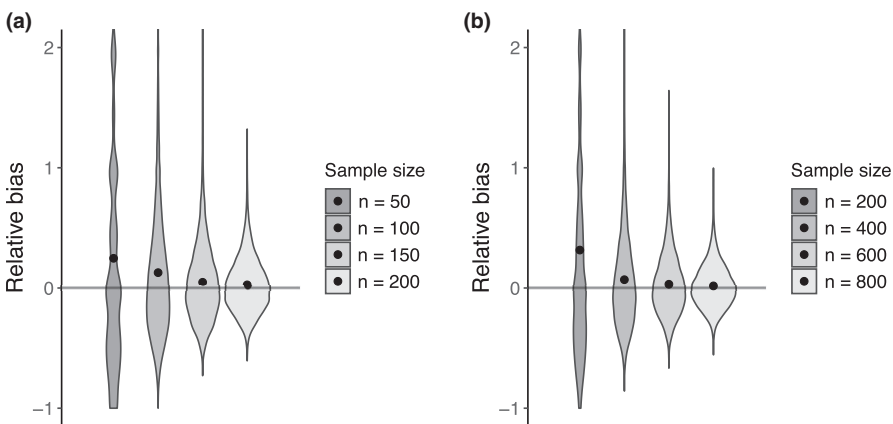 (a)
Relative bias
2
1
0
−1
Sample size
n = 50
n = 100
n = 150
n = 200
(b)
Relative bias
2
1
0
−1
Sample size
n = 200
n = 400
n = 600
n = 800